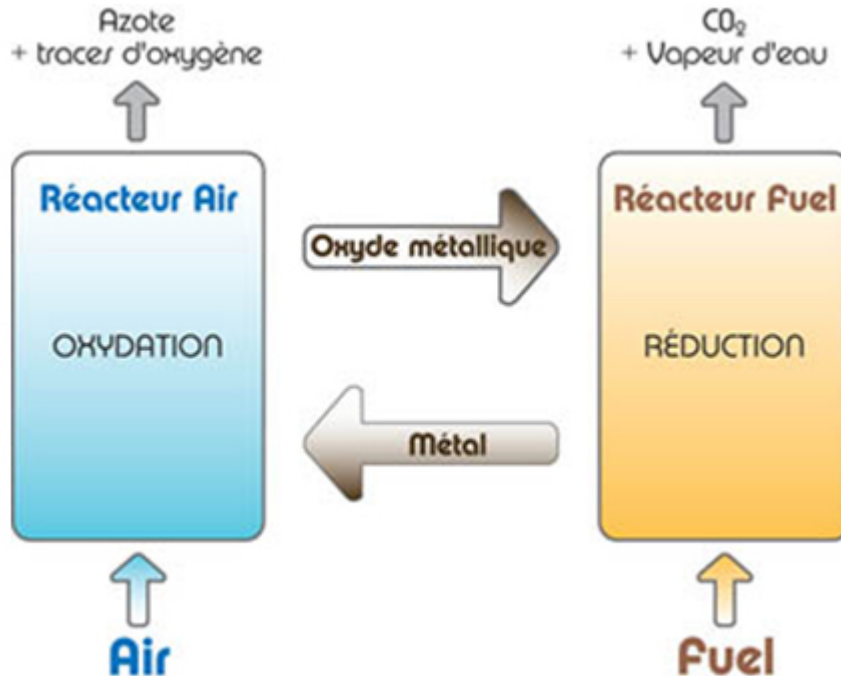 Azote
+ traces d'oxygène
CO₂
+ Vapeur d'eau
Réacteur Air
Réacteur Fuel
Oxyde métallique
OXYDATION
RÉDUCTION
Métal
Air
Fuel